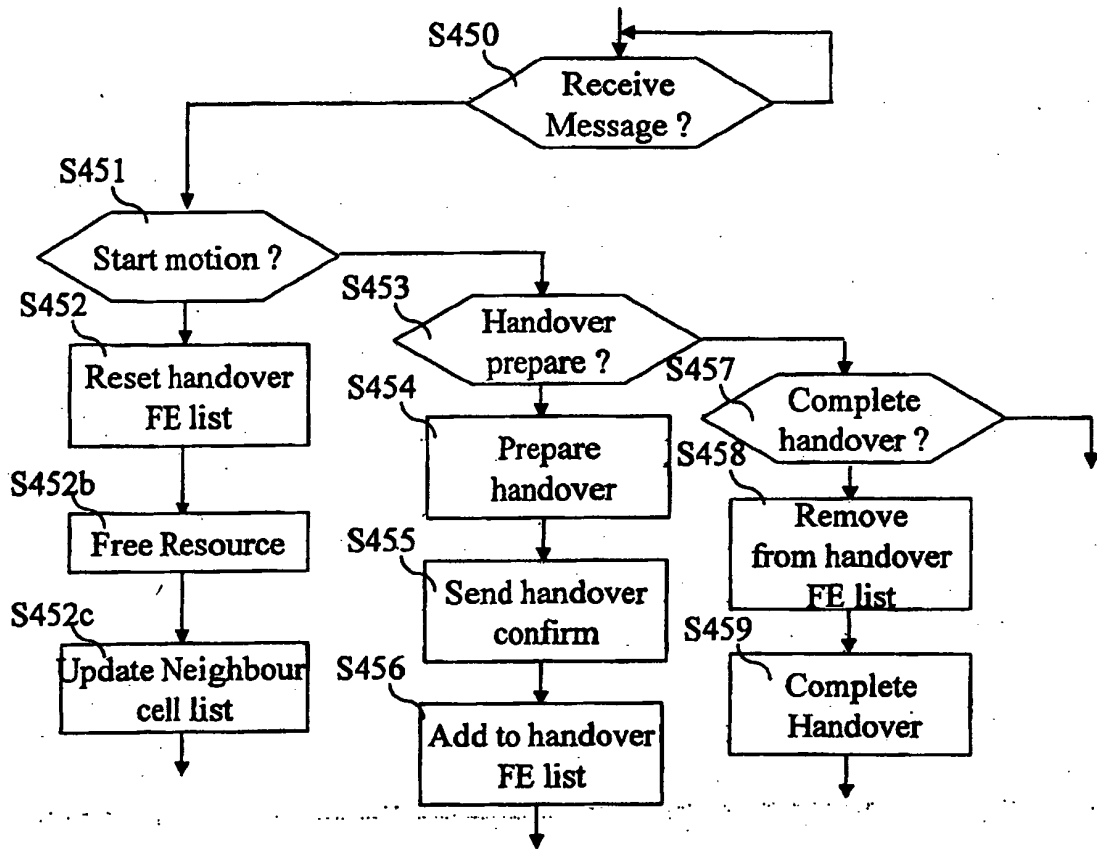 S450
Receive
Message ?
S451
Start motion ?
S452
Reset handover
FE list
S452b
Free Resource
S452c
Update Neighbour
cell list
S453
Handover
prepare ?
S454
Prepare
handover
S455
Send handover
confirm
S456
Add to handover
FE list
S457
Complete
handover ?
S458
Remove
from handover
FE list
S459
Complete
Handover